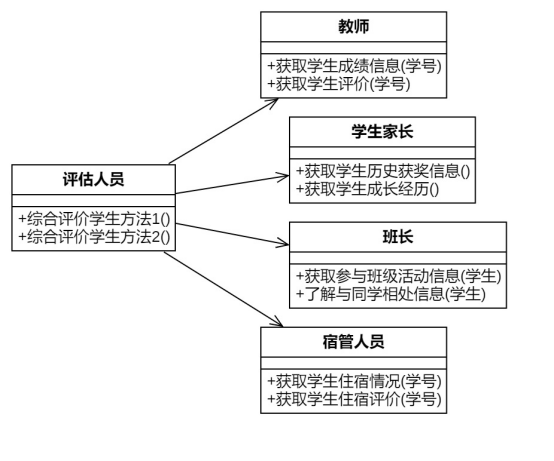 教师
+获取学生成绩信息(学号)
+获取学生评价(学号)
学生家长
+获取学生历史获奖信息()
+获取学生成长经历()
评估人员
+综合评价学生方法1()
+综合评价学生方法2()
班长
+获取参与班级活动信息(学生)
+了解与同学相处信息(学生)
宿管人员
+获取学生住宿情况(学号)
+获取学生住宿评价(学号)